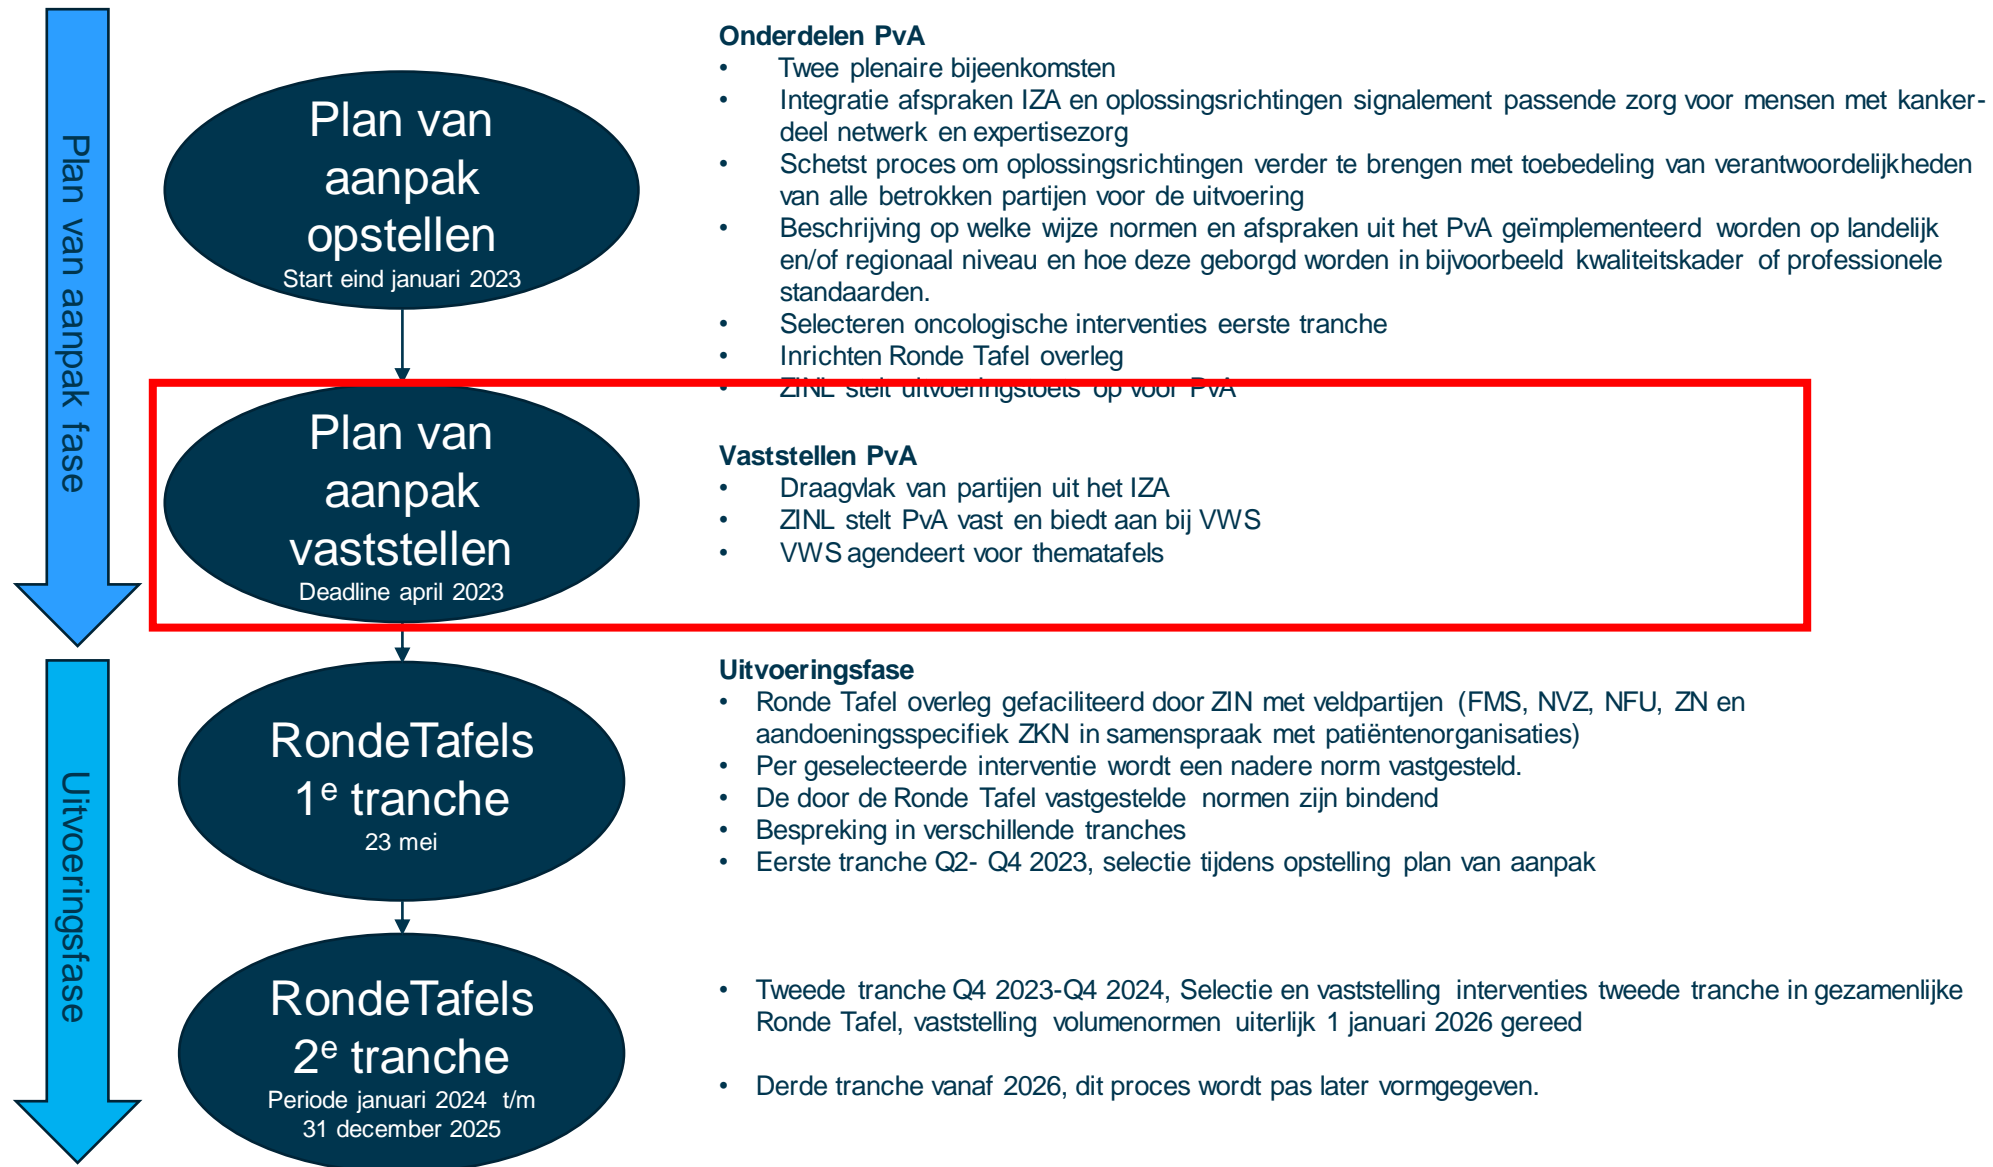 Plan van aanpak fase
Plan van
aanpak
opstellen
Start eind januari 2023
Onderdelen PvA
• Twee plenaire bijeenkomsten
• Integratie afspraken IZA en oplossingsrichtingen signalement passende zorg voor mensen met kanker-
deel netwerk en expertisezorg
• Schetst proces om oplossingsrichtingen verder te brengen met toebedeling van verantwoordelijkheden
van alle betrokken partijen voor de uitvoering
• Beschrijving op welke wijze normen en afspraken uit het PvA geïmplementeerd worden op landelijk
en/of regionaal niveau en hoe deze geborgd worden in bijvoorbeeld kwaliteitskader of professionele
standaarden.
• Selecteren oncologische interventies eerste tranche
• Inrichten Ronde Tafel overleg
• ZINL stelt uitvoeringstoets op voor PvA
Plan van
aanpak
vaststellen
Deadline april 2023
Vaststellen PvA
• Draagvlak van partijen uit het IZA
• ZINL stelt PvA vast en biedt aan bij VWS
• VWS agendeert voor thematafels
Uitvoeringsfase
RondeTafels
1e tranche
23 mei
Uitvoeringsfase
• Ronde Tafel overleg gefaciliteerd door ZIN met veldpartijen (FMS, NVZ, NFU, ZN en
aandoeningsspecifiek ZKN in samenspraak met patiëntenorganisaties)
• Per geselecteerde interventie wordt een nadere norm vastgesteld.
• De door de Ronde Tafel vastgestelde normen zijn bindend
• Bespreking in verschillende tranches
• Eerste tranche Q2- Q4 2023, selectie tijdens opstelling plan van aanpak
RondeTafels
2e tranche
Periode januari 2024 t/m
31 december 2025
• Tweede tranche Q4 2023-Q4 2024, Selectie en vaststelling interventies tweede tranche in gezamenlijke
Ronde Tafel, vaststelling volumenormen uiterlijk 1 januari 2026 gereed
• Derde tranche vanaf 2026, dit proces wordt pas later vormgegeven.